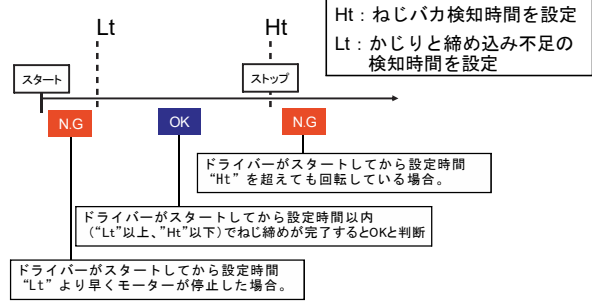 Lt
Ht
Ht：ねじバカ検知時間を設定
Lt：かじりと締め込み不足の
検知時間を設定
スタート
ストップ
N.G
OK
N.G
ドライバーがスタートしてから設定時間
“Ht”を超えても回転している場合。
ドライバーがスタートしてから設定時間以内
（“Lt”以上、”Ht”以下）でねじ締めが完了するとOKと判断
ドライバーがスタートしてから設定時間
“Lt”より早くモーターが停止した場合。